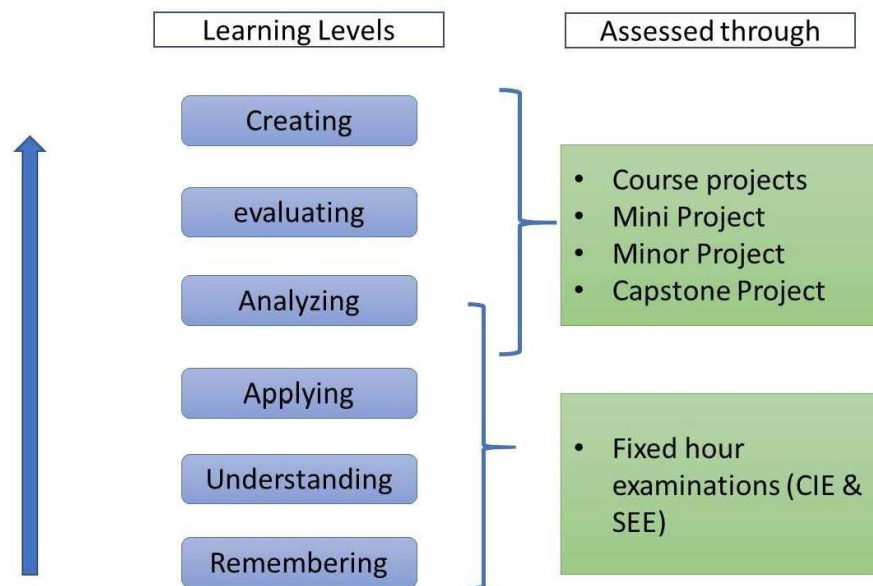 Learning Levels
Assessed through
Creating
evaluating
Analyzing
Applying
Understanding
Remembering
• Course projects
• Mini Project
• Minor Project
• Capstone Project
• Fixed hour
examinations (CIE &
SEE)